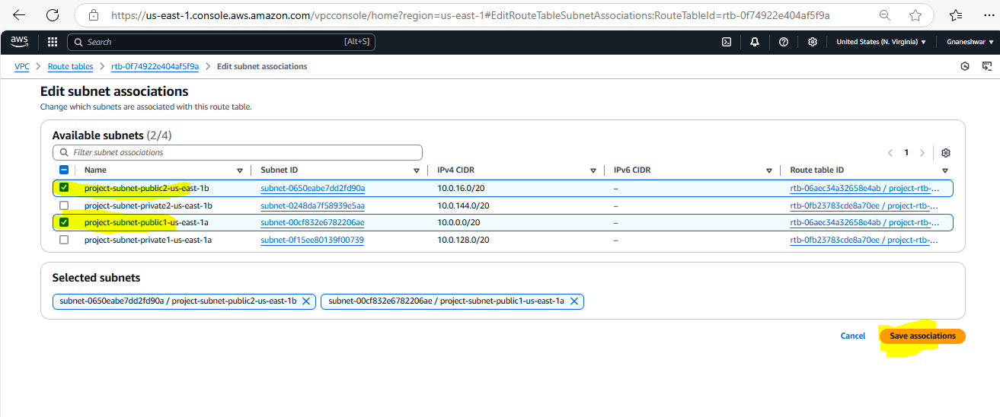 https://us-east-1.console.aws.amazon.com/vpcconsole/home?region=us-east-1#EditRouteTableSubnetAssociations:RouteTableId=rtb-0f74922e404af5f9a
aws Search [Alt+S] United States (N. Virginia) Gnaneshwar
VPC > Route tables > rtb-0f74922e404af5f9a > Edit subnet associations
Edit subnet associations
Change which subnets are associated with this route table.
Available subnets (2/4)
Filter subnet associations
1
Name Subnet ID IPv4 CIDR IPv6 CIDR Route table ID
project-subnet-public2-us-east-1b subnet-0650eabe7dd2fd90a 10.0.16.0/20 – rtb-06aec34a32658e4ab / project-rtb-...
project-subnet-private2-us-east-1b subnet-0248da7f58939e5aa 10.0.144.0/20 – rtb-0fb23783cde8a70ee / project-rtb-...
project-subnet-public1-us-east-1a subnet-00cf832e6782206ae 10.0.0.0/20 – rtb-06aec34a32658e4ab / project-rtb-...
project-subnet-private1-us-east-1a subnet-0f15ee80139f00739 10.0.128.0/20 – rtb-0fb23783cde8a70ee / project-rtb-...
Selected subnets
subnet-0650eabe7dd2fd90a / project-subnet-public2-us-east-1b subnet-00cf832e6782206ae / project-subnet-public1-us-east-1a
Cancel Save associations